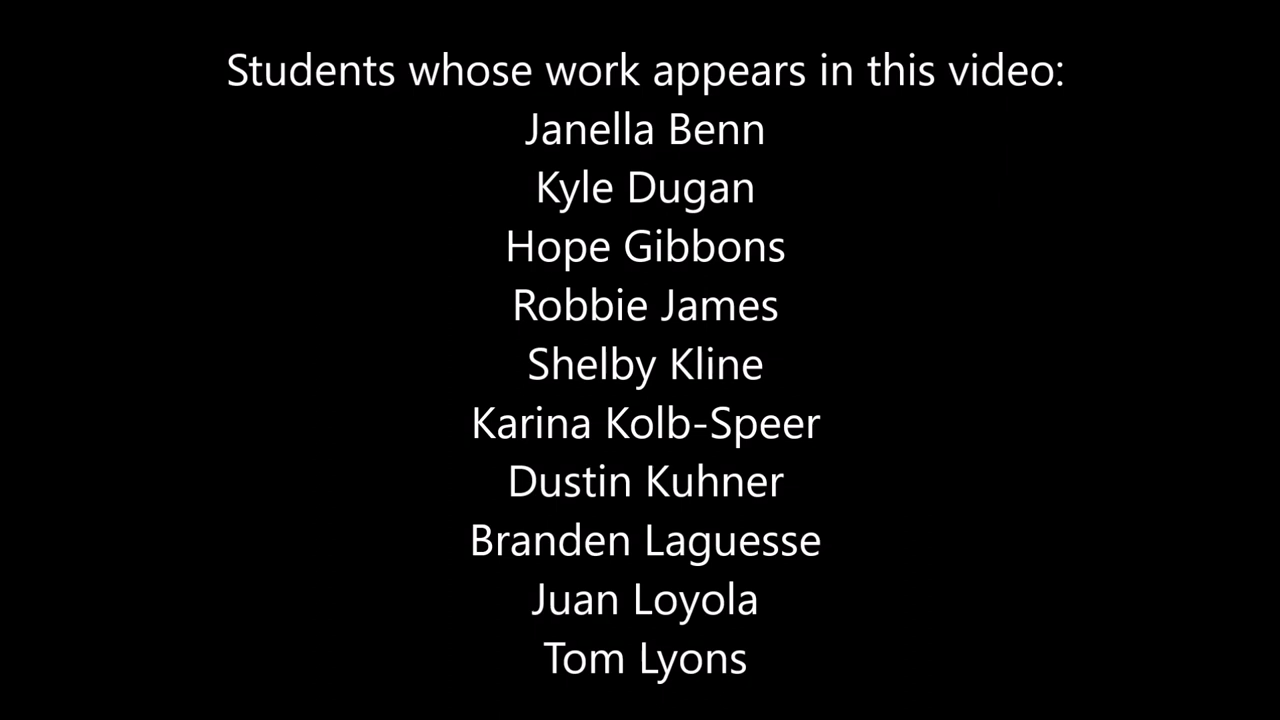 Students whose work appears in this video:
Janella Benn
Kyle Dugan
Hope Gibbons
Robbie James
Shelby Kline
Karina Kolb-Speer
Dustin Kuhner
Branden Laguesse
Juan Loyola
Tom Lyons